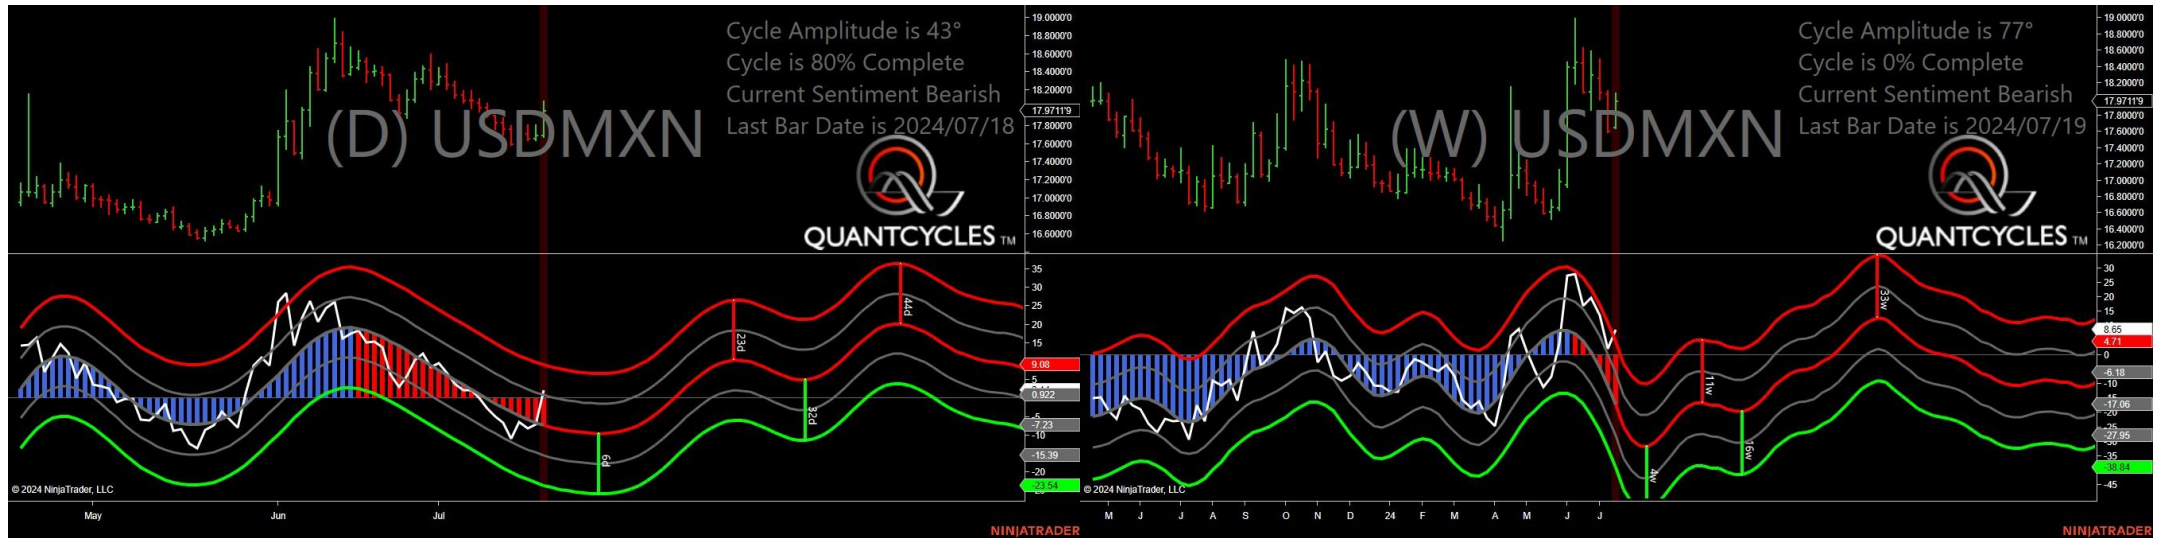 Cycle Amplitude is 43°
Cycle is 80% Complete
Current Sentiment Bearish
Last Bar Date is 2024/07/18
(D) USDMXN
QUANTCYCLES TM
19.0000'0
18.8000'0
18.6000'0
18.4000'0
18.2000'0
17.9711'9
17.8000'0
17.6000'0
17.4000'0
17.2000'0
17.0000'0
16.8000'0
16.6000'0
35
30
25
20
15
9.08
5
0.922
-5
-7.23
-10
-15.39
-20
-23.54
6d
23d
32d
44d
© 2024 NinjaTrader, LLC
May Jun Jul
NINJATRADER
Cycle Amplitude is 77°
Cycle is 0% Complete
Current Sentiment Bearish
Last Bar Date is 2024/07/19
(W) USDMXN
QUANTCYCLES TM
19.0000'0
18.8000'0
18.6000'0
18.4000'0
18.2000'0
17.9711'9
17.8000'0
17.6000'0
17.4000'0
17.2000'0
17.0000'0
16.8000'0
16.6000'0
16.4000'0
16.2000'0
30
25
20
15
8.65
4.71
0
-6.18
-10
-17.06
-27.95
-35
-38.84
-45
4w
11w
16w
33w
© 2024 NinjaTrader, LLC
M J J A S O N D 24 F M A M J J
NINJATRADER